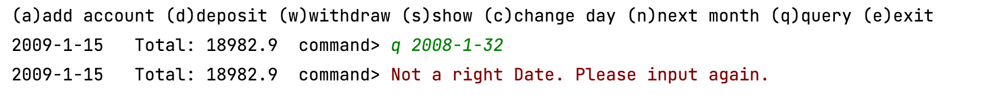 (a)add account (d)deposit (w)withdraw (s)show (c)change day (n)next month (q)query (e)exit
2009-1-15   Total: 18982.9  command> q 2008-1-32
2009-1-15   Total: 18982.9  command> Not a right Date. Please input again.